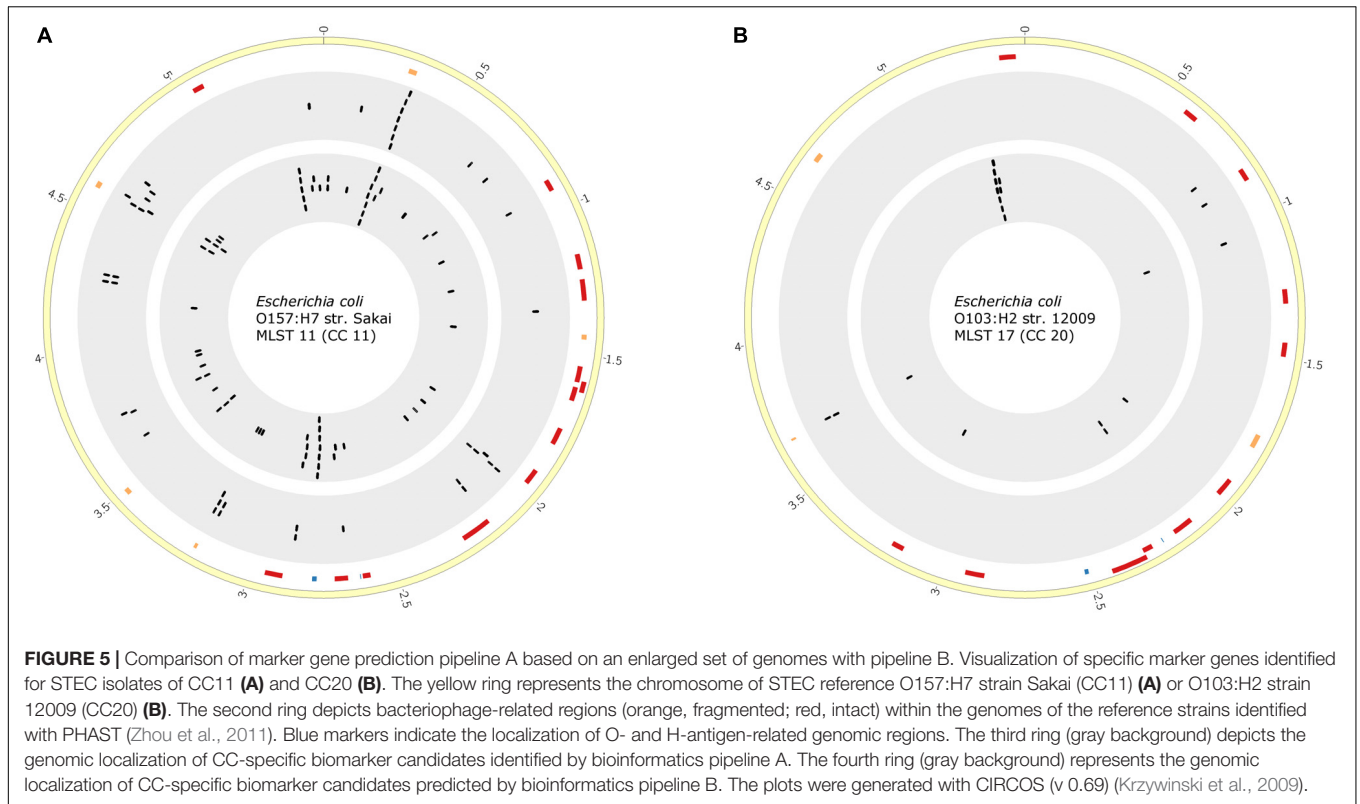 A
B
-0
-0.5
-1
-1.5
-2
-2.5
3
3.5
4
4.5
5
Escherichia coli
O157:H7 str. Sakai
MLST 11 (CC 11)
-0
-0.5
-1
-1.5
-2
-2.5
3
3.5
4
4.5
5
Escherichia coli
O103:H2 str. 12009
MLST 17 (CC 20)
FIGURE 5 | Comparison of marker gene prediction pipeline A based on an enlarged set of genomes with pipeline B. Visualization of specific marker genes identified
for STEC isolates of CC11 (A) and CC20 (B). The yellow ring represents the chromosome of STEC reference O157:H7 strain Sakai (CC11) (A) or O103:H2 strain
12009 (CC20) (B). The second ring depicts bacteriophage-related regions (orange, fragmented; red, intact) within the genomes of the reference strains identified
with PHAST (Zhou et al., 2011). Blue markers indicate the localization of O- and H-antigen-related genomic regions. The third ring (gray background) depicts the
genomic localization of CC-specific biomarker candidates identified by bioinformatics pipeline A. The fourth ring (gray background) represents the genomic
localization of CC-specific biomarker candidates predicted by bioinformatics pipeline B. The plots were generated with CIRCOS (v 0.69) (Krzywinski et al., 2009).